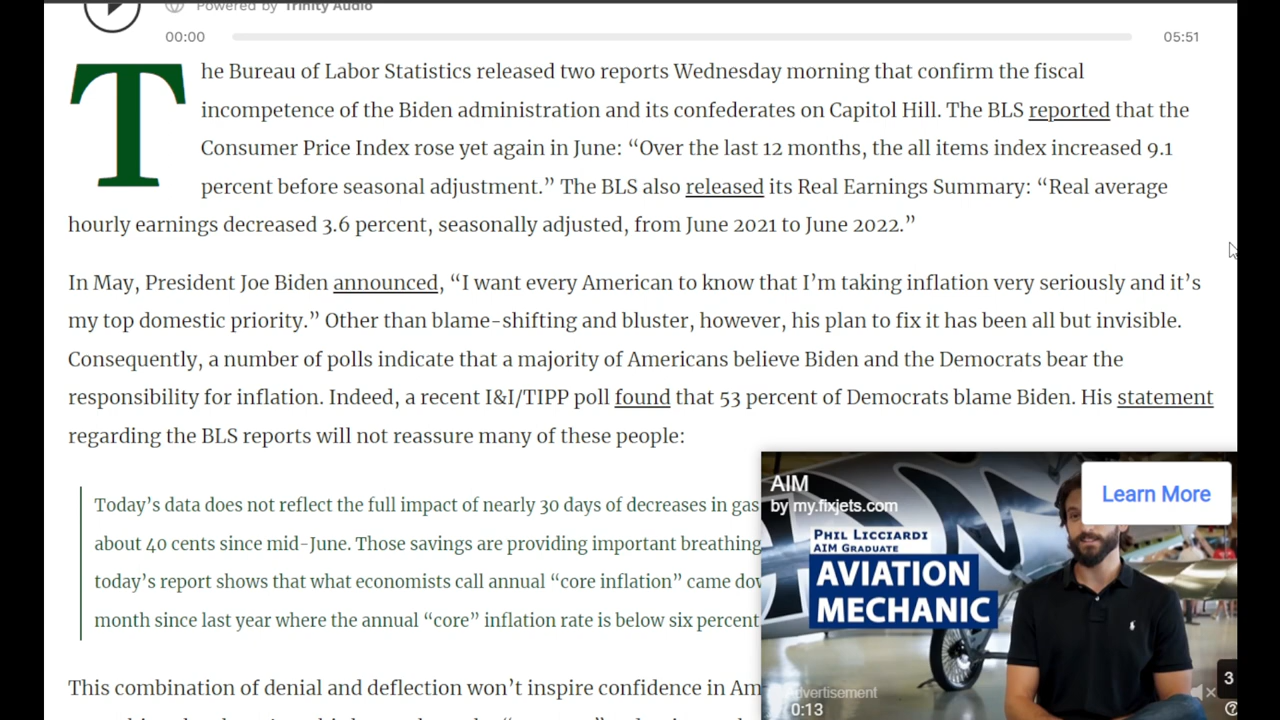 Powered by Trinity Audio
00:00
05:51
The Bureau of Labor Statistics released two reports Wednesday morning that confirm the fiscal
incompetence of the Biden administration and its confederates on Capitol Hill. The BLS reported that the
Consumer Price Index rose yet again in June: “Over the last 12 months, the all items index increased 9.1
percent before seasonal adjustment.” The BLS also released its Real Earnings Summary: “Real average
hourly earnings decreased 3.6 percent, seasonally adjusted, from June 2021 to June 2022.”
In May, President Joe Biden announced, “I want every American to know that I’m taking inflation very seriously and it’s
my top domestic priority.” Other than blame-shifting and bluster, however, his plan to fix it has been all but invisible.
Consequently, a number of polls indicate that a majority of Americans believe Biden and the Democrats bear the
responsibility for inflation. Indeed, a recent I&I/TIPP poll found that 53 percent of Democrats blame Biden. His statement
regarding the BLS reports will not reassure many of these people:
Today’s data does not reflect the full impact of nearly 30 days of decreases in gas
about 40 cents since mid-June. Those savings are providing important breathing
today’s report shows that what economists call annual “core inflation” came dow
month since last year where the annual “core” inflation rate is below six percent
This combination of denial and deflection won’t inspire confidence in Am
AIM
by my.fixjets.com
Learn More
PHIL LICCIARDI
AIM GRADUATE
AVIATION
MECHANIC
3
Advertisement
0:13